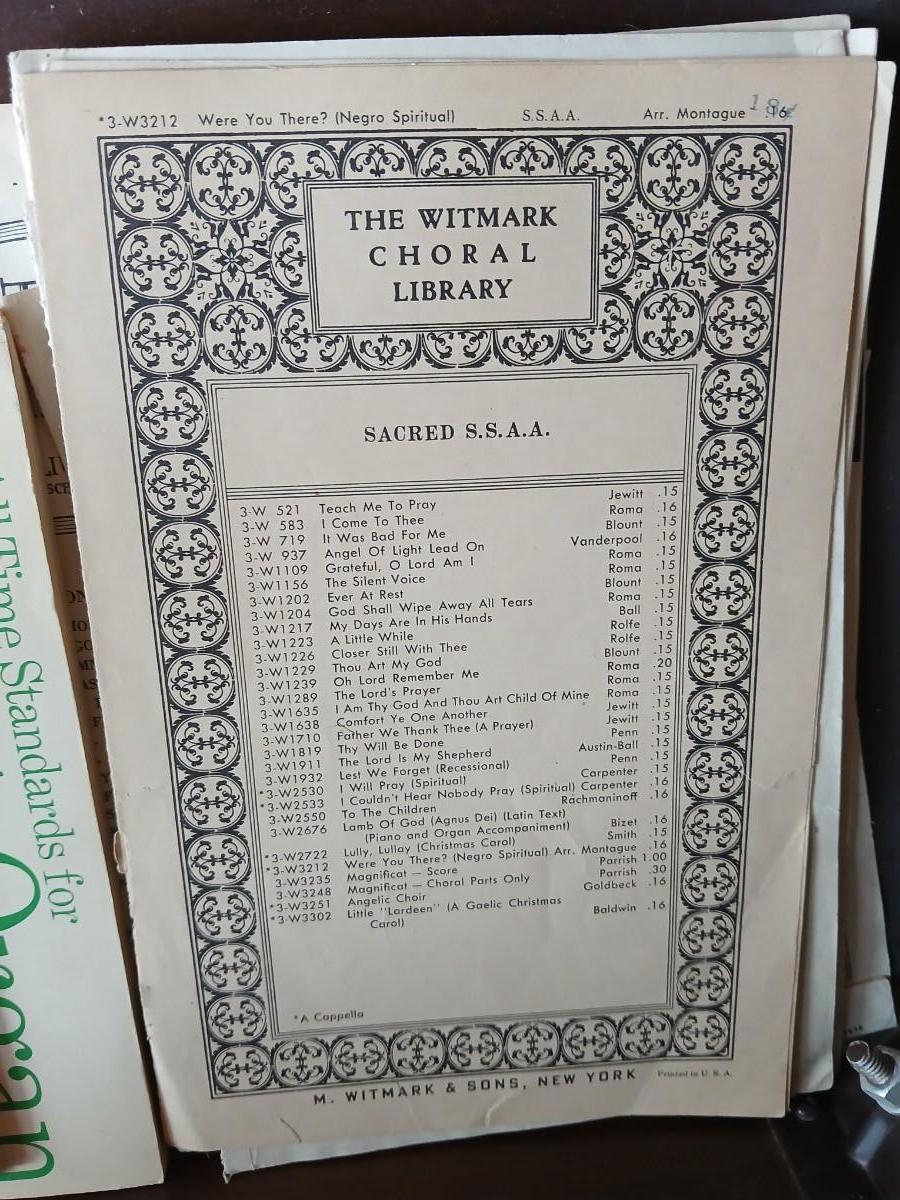 *3-W3212 Were You There? (Negro Spiritual) S.S.A.A. Arr. Montague .16
18¢
THE WITMARK
CHORAL
LIBRARY
SACRED S.S.A.A.
3-W 521 Teach Me To Pray Jewitt .15
3-W 583 I Come To Thee Roma .16
3-W 719 It Was Bad For Me Blount .15
3-W 937 Angel Of Light Lead On Vanderpool .16
3-W1109 Grateful, O Lord Am I Roma .15
3-W1156 The Silent Voice Roma .15
3-W1202 Ever At Rest Blount .15
3-W1204 God Shall Wipe Away All Tears Roma .15
3-W1217 My Days Are In His Hands Ball .15
3-W1223 A Little While Rolfe .15
3-W1226 Closer Still With Thee Rolfe .15
3-W1229 Thou Art My God Blount .15
3-W1239 Oh Lord Remember Me Roma .20
3-W1289 The Lord's Prayer Roma .15
3-W1635 I Am Thy God And Thou Art Child Of Mine Roma .15
3-W1638 Comfort Ye One Another Jewitt .15
3-W1710 Father We Thank Thee (A Prayer) Jewitt .15
3-W1819 Thy Will Be Done Penn .15
3-W1911 The Lord Is My Shepherd Austin-Ball .15
3-W1932 Lest We Forget (Recessional) Penn .15
*3-W2530 I Will Pray (Spiritual) Carpenter .15
*3-W2533 I Couldn't Hear Nobody Pray (Spiritual) Carpenter .16
3-W2550 To The Children Rachmaninoff .16
3-W2676 Lamb Of God (Agnus Dei) (Latin Text)
(Piano and Organ Accompaniment) Bizet .16
*3-W2722 Lully, Lullay (Christmas Carol) Smith .15
*3-W3212 Were You There? (Negro Spiritual) Arr. Montague .16
3-W3235 Magnificat — Score Parrish 1.00
3-W3248 Magnificat — Choral Parts Only Parrish .30
*3-W3251 Angelic Choir Goldbeck .16
*3-W3302 Little "Lordeen" (A Gaelic Christmas
Carol) Baldwin .16
*A Cappella
M. WITMARK & SONS, NEW YORK Printed in U. S. A.
Time Standards for
Organ